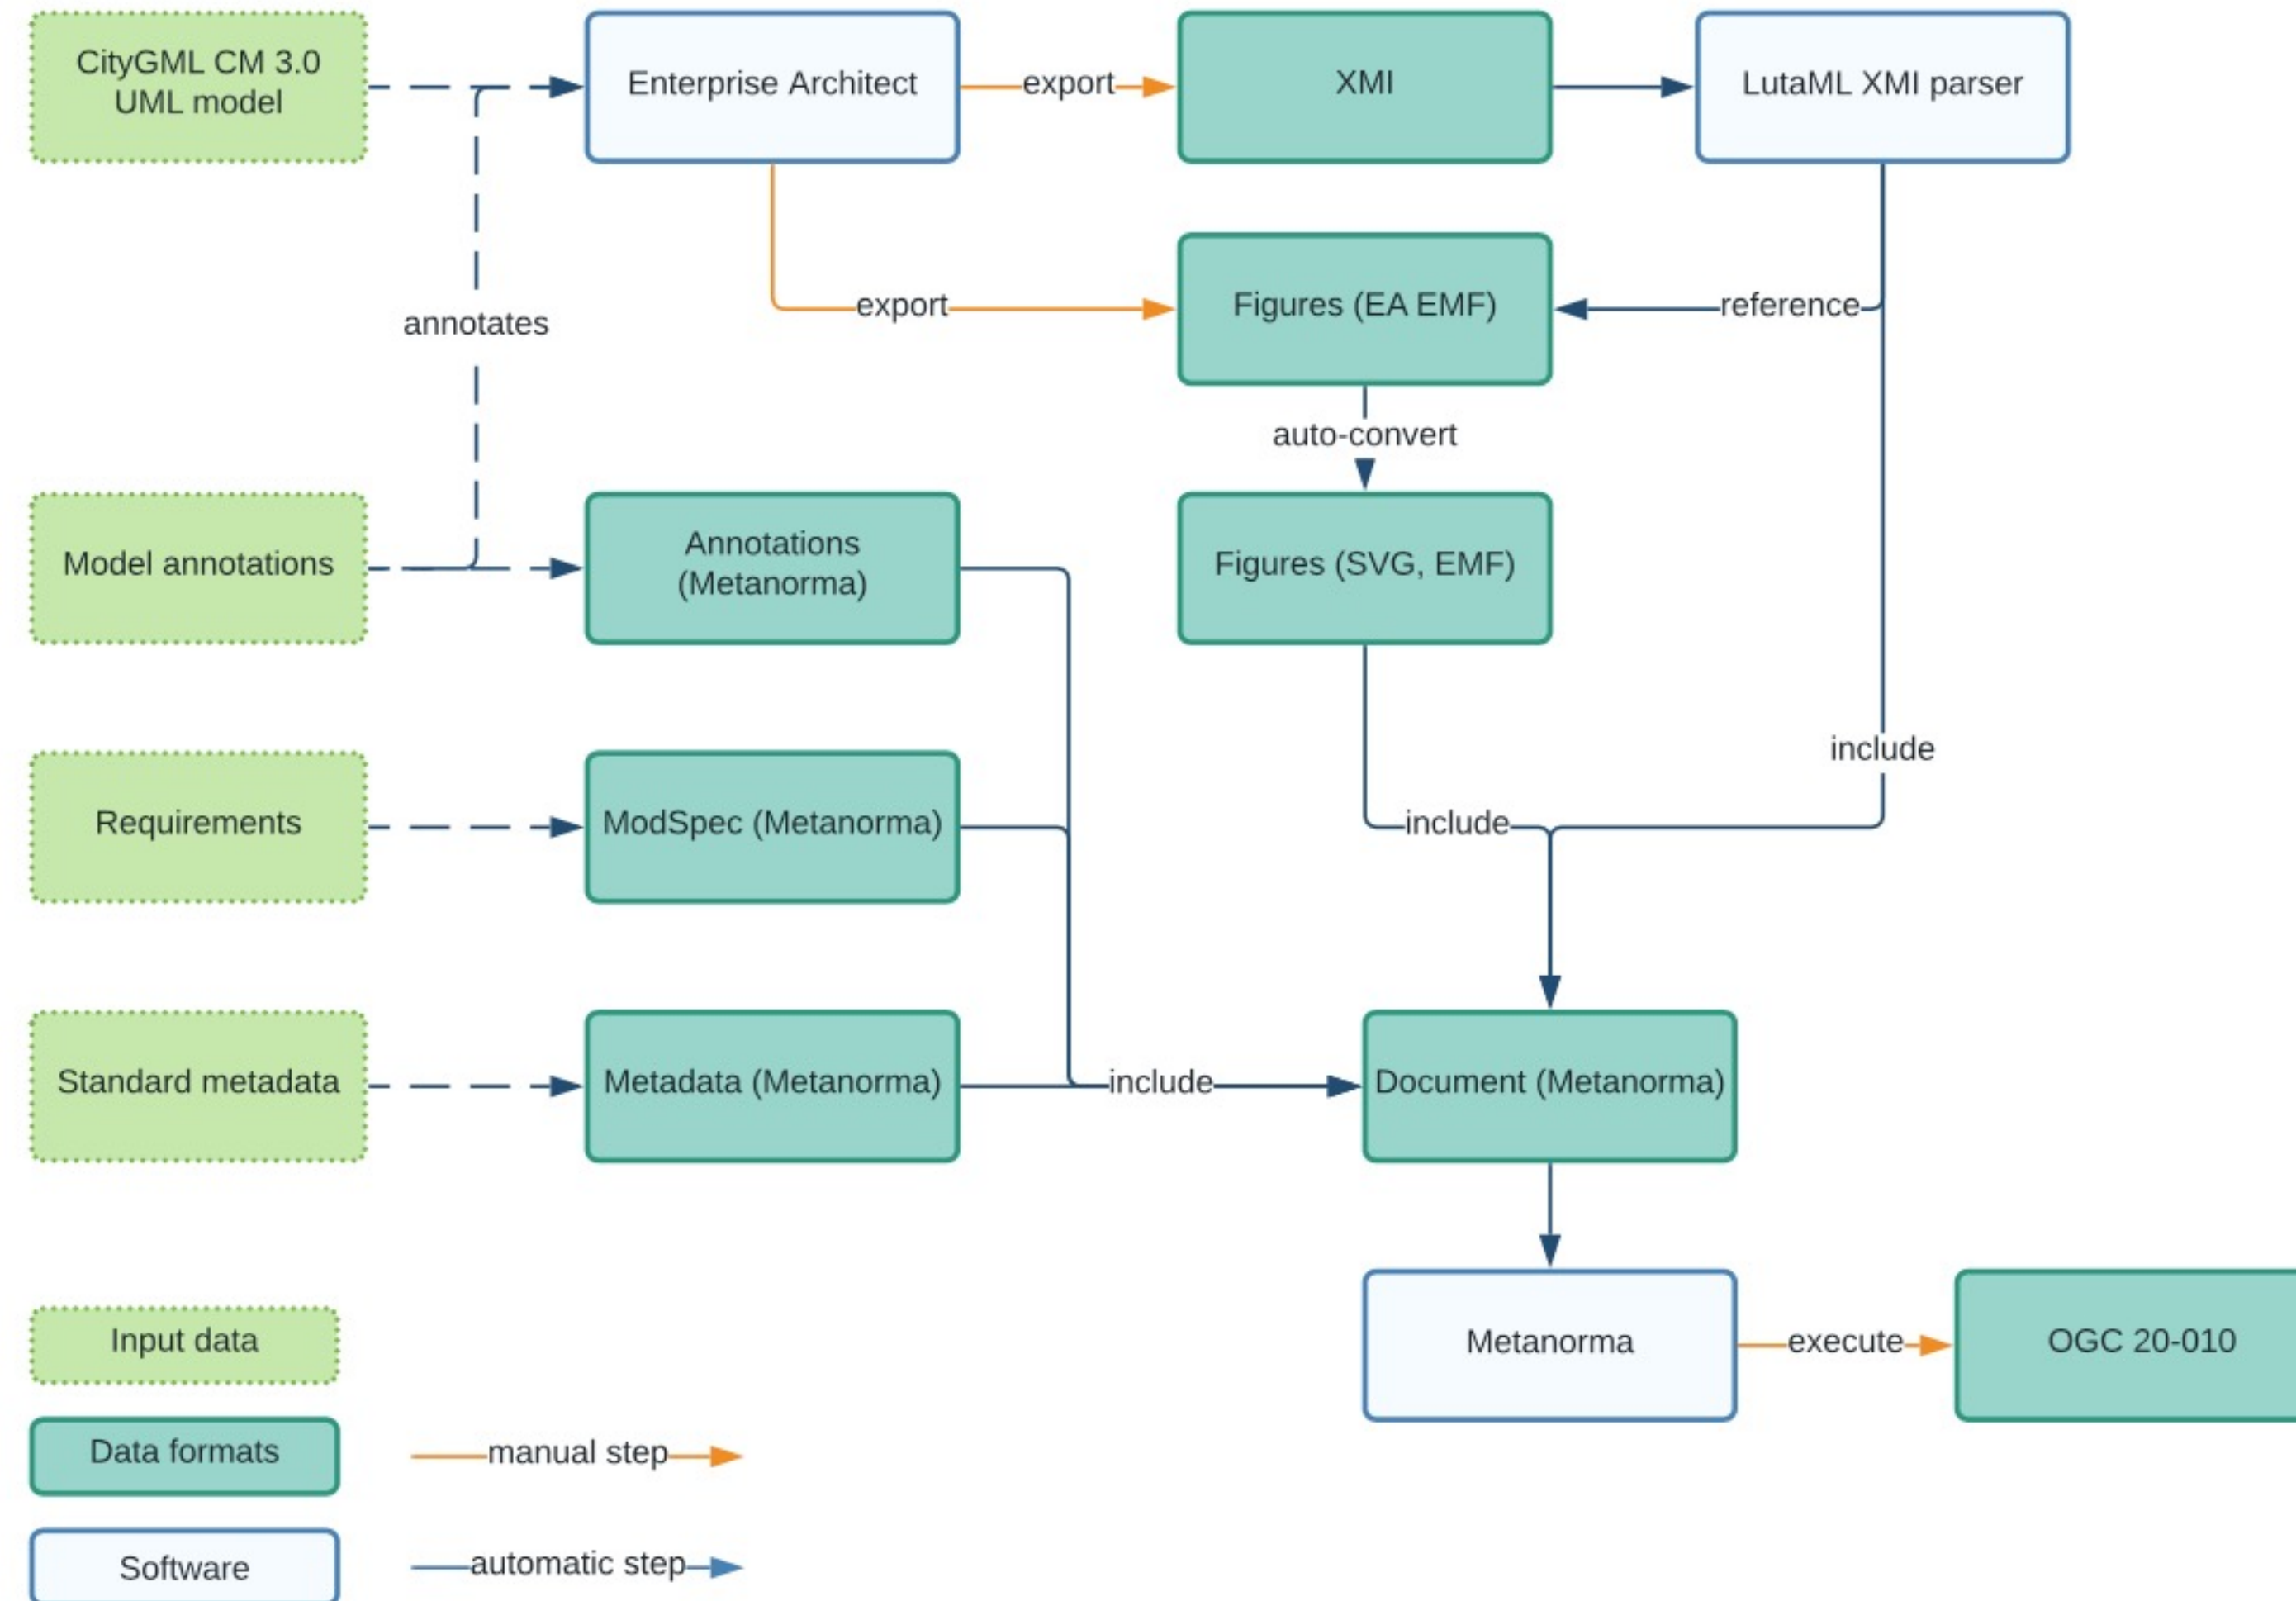 CityGML CM 3.0
UML model
Enterprise Architect
export
XMI
LutaML XMI parser
export
Figures (EA EMF)
reference
annotates
auto-convert
Model annotations
Annotations
(Metanorma)
Figures (SVG, EMF)
include
Requirements
ModSpec (Metanorma)
include
Standard metadata
Metadata (Metanorma)
include
Document (Metanorma)
Input data
Metanorma
execute
OGC 20-010
Data formats
manual step
Software
automatic step